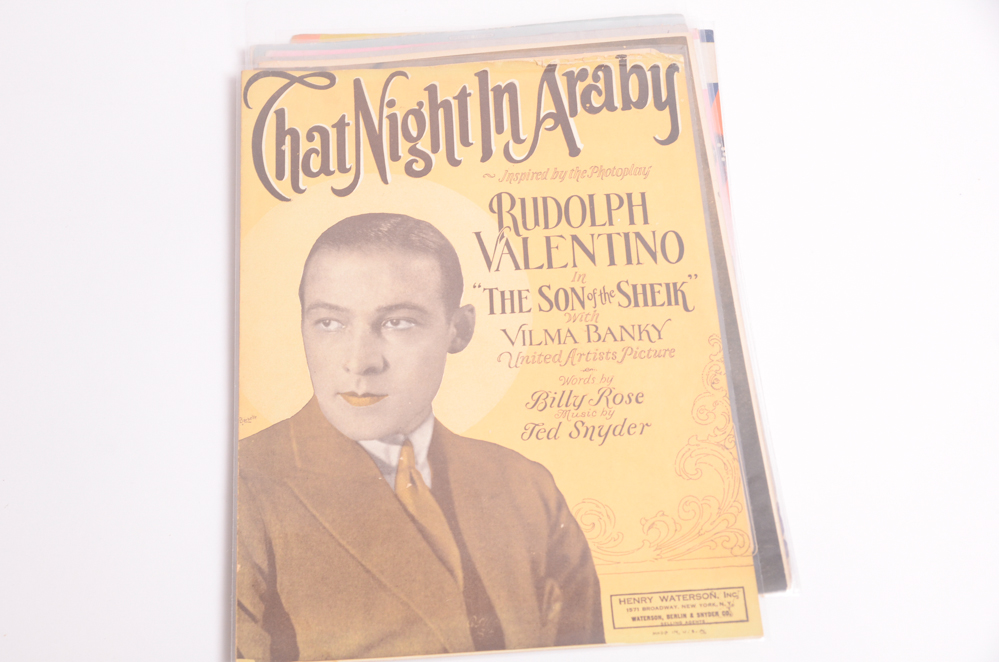 That Night In Araby
~ Inspired by the Photoplay
RUDOLPH
VALENTINO
In
"THE SON of the SHEIK"
With
VILMA BANKY
United Artists Picture
Words by
Billy Rose
Music by
Ted Snyder
HENRY WATERSON, INC.
1571 BROADWAY, NEW YORK, N.Y.
WATERSON, BERLIN & SNYDER CO.
SELLING AGENTS